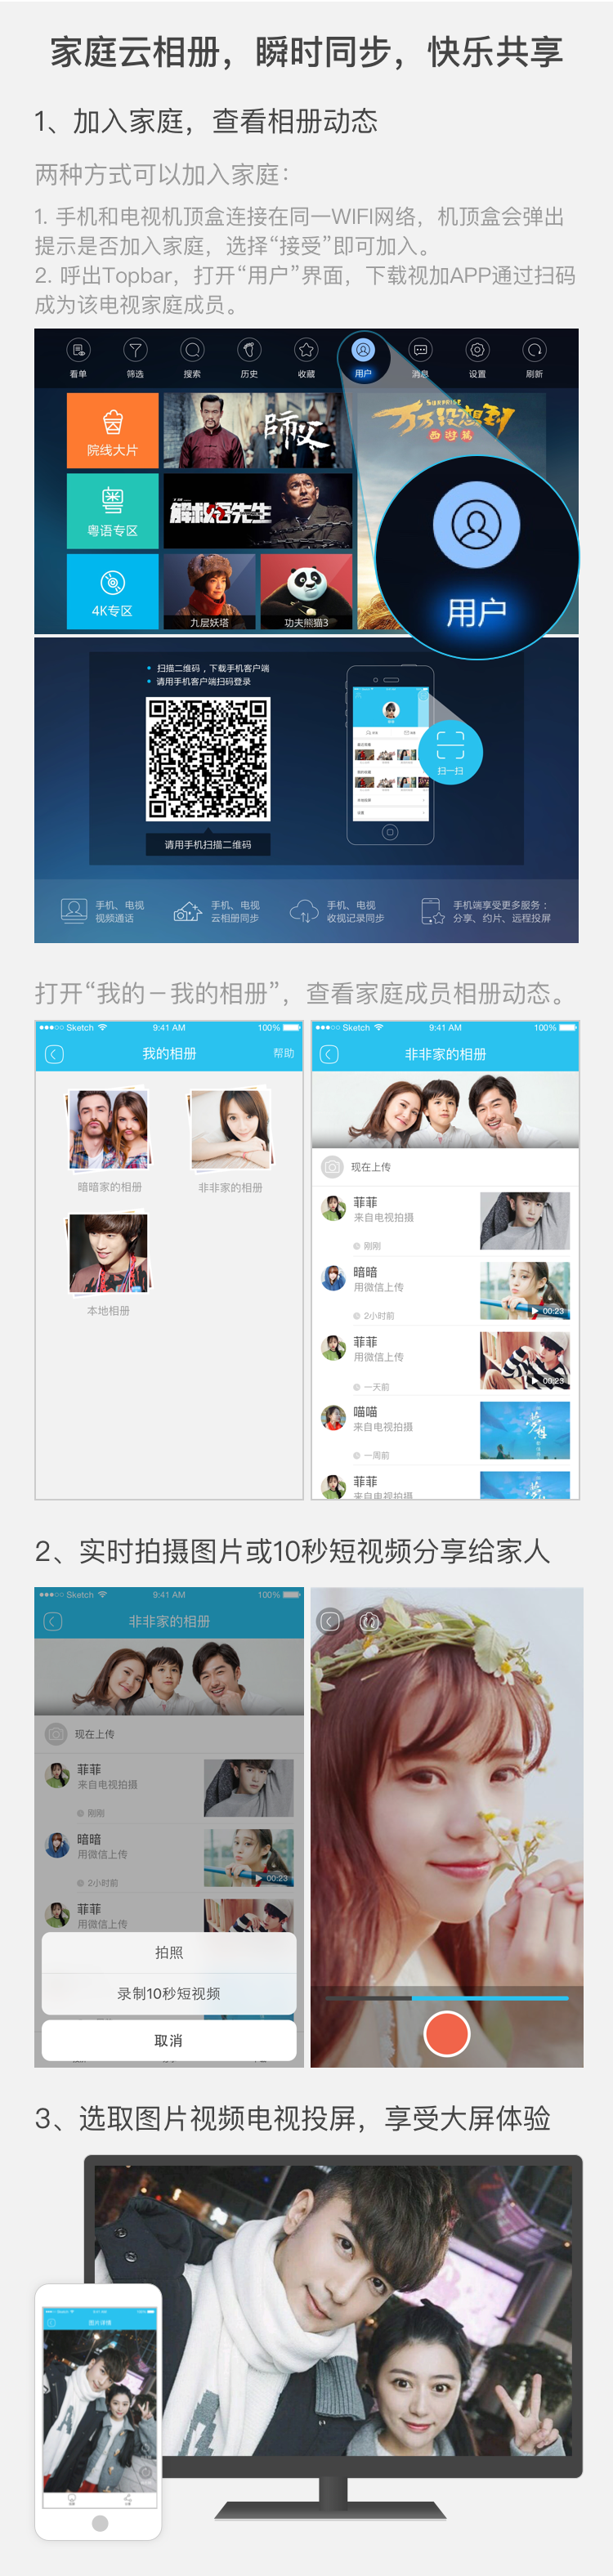 家庭云相册，瞬时同步，快乐共享
1、加入家庭，查看相册动态
两种方式可以加入家庭：
1. 手机和电视机顶盒连接在同一WIFI网络，机顶盒会弹出
提示是否加入家庭，选择“接受”即可加入。
2. 呼出Topbar，打开“用户”界面，下载视加APP通过扫码
成为该电视家庭成员。
看单 筛选 搜索 历史 收藏 用户 消息 设置 刷新
院线大片
师父
SURPRISE
万万没想到
西游篇
粤
粤语专区
解救吾先生
4K专区
九层妖塔
功夫熊猫3
用户
扫描二维码，下载手机客户端
请用手机客户端扫码登录
扫一扫
请用手机扫描二维码
手机、电视
视频通话
手机、电视
云相册同步
手机、电视
收视记录同步
手机端享受更多服务：
分享、约片、远程投屏
打开“我的－我的相册”，查看家庭成员相册动态。
Sketch 9:41 AM 100%
我的相册 帮助
暗暗家的相册 非非家的相册
本地相册
Sketch 9:41 AM 100%
非非家的相册
现在上传
菲菲
来自电视拍摄
刚刚
暗暗
用微信上传
2小时前
00:23
菲菲
用微信上传
一天前
00:23
喵喵
来自电视拍摄
一周前
梦想
菲菲
来自电视拍摄
2、实时拍摄图片或10秒短视频分享给家人
Sketch 9:41 AM 100%
非非家的相册
现在上传
菲菲
来自电视拍摄
刚刚
暗暗
用微信上传
2小时前
00:23
菲菲
用微信上传
拍照
录制10秒短视频
取消
3、选取图片视频电视投屏，享受大屏体验
图片详情